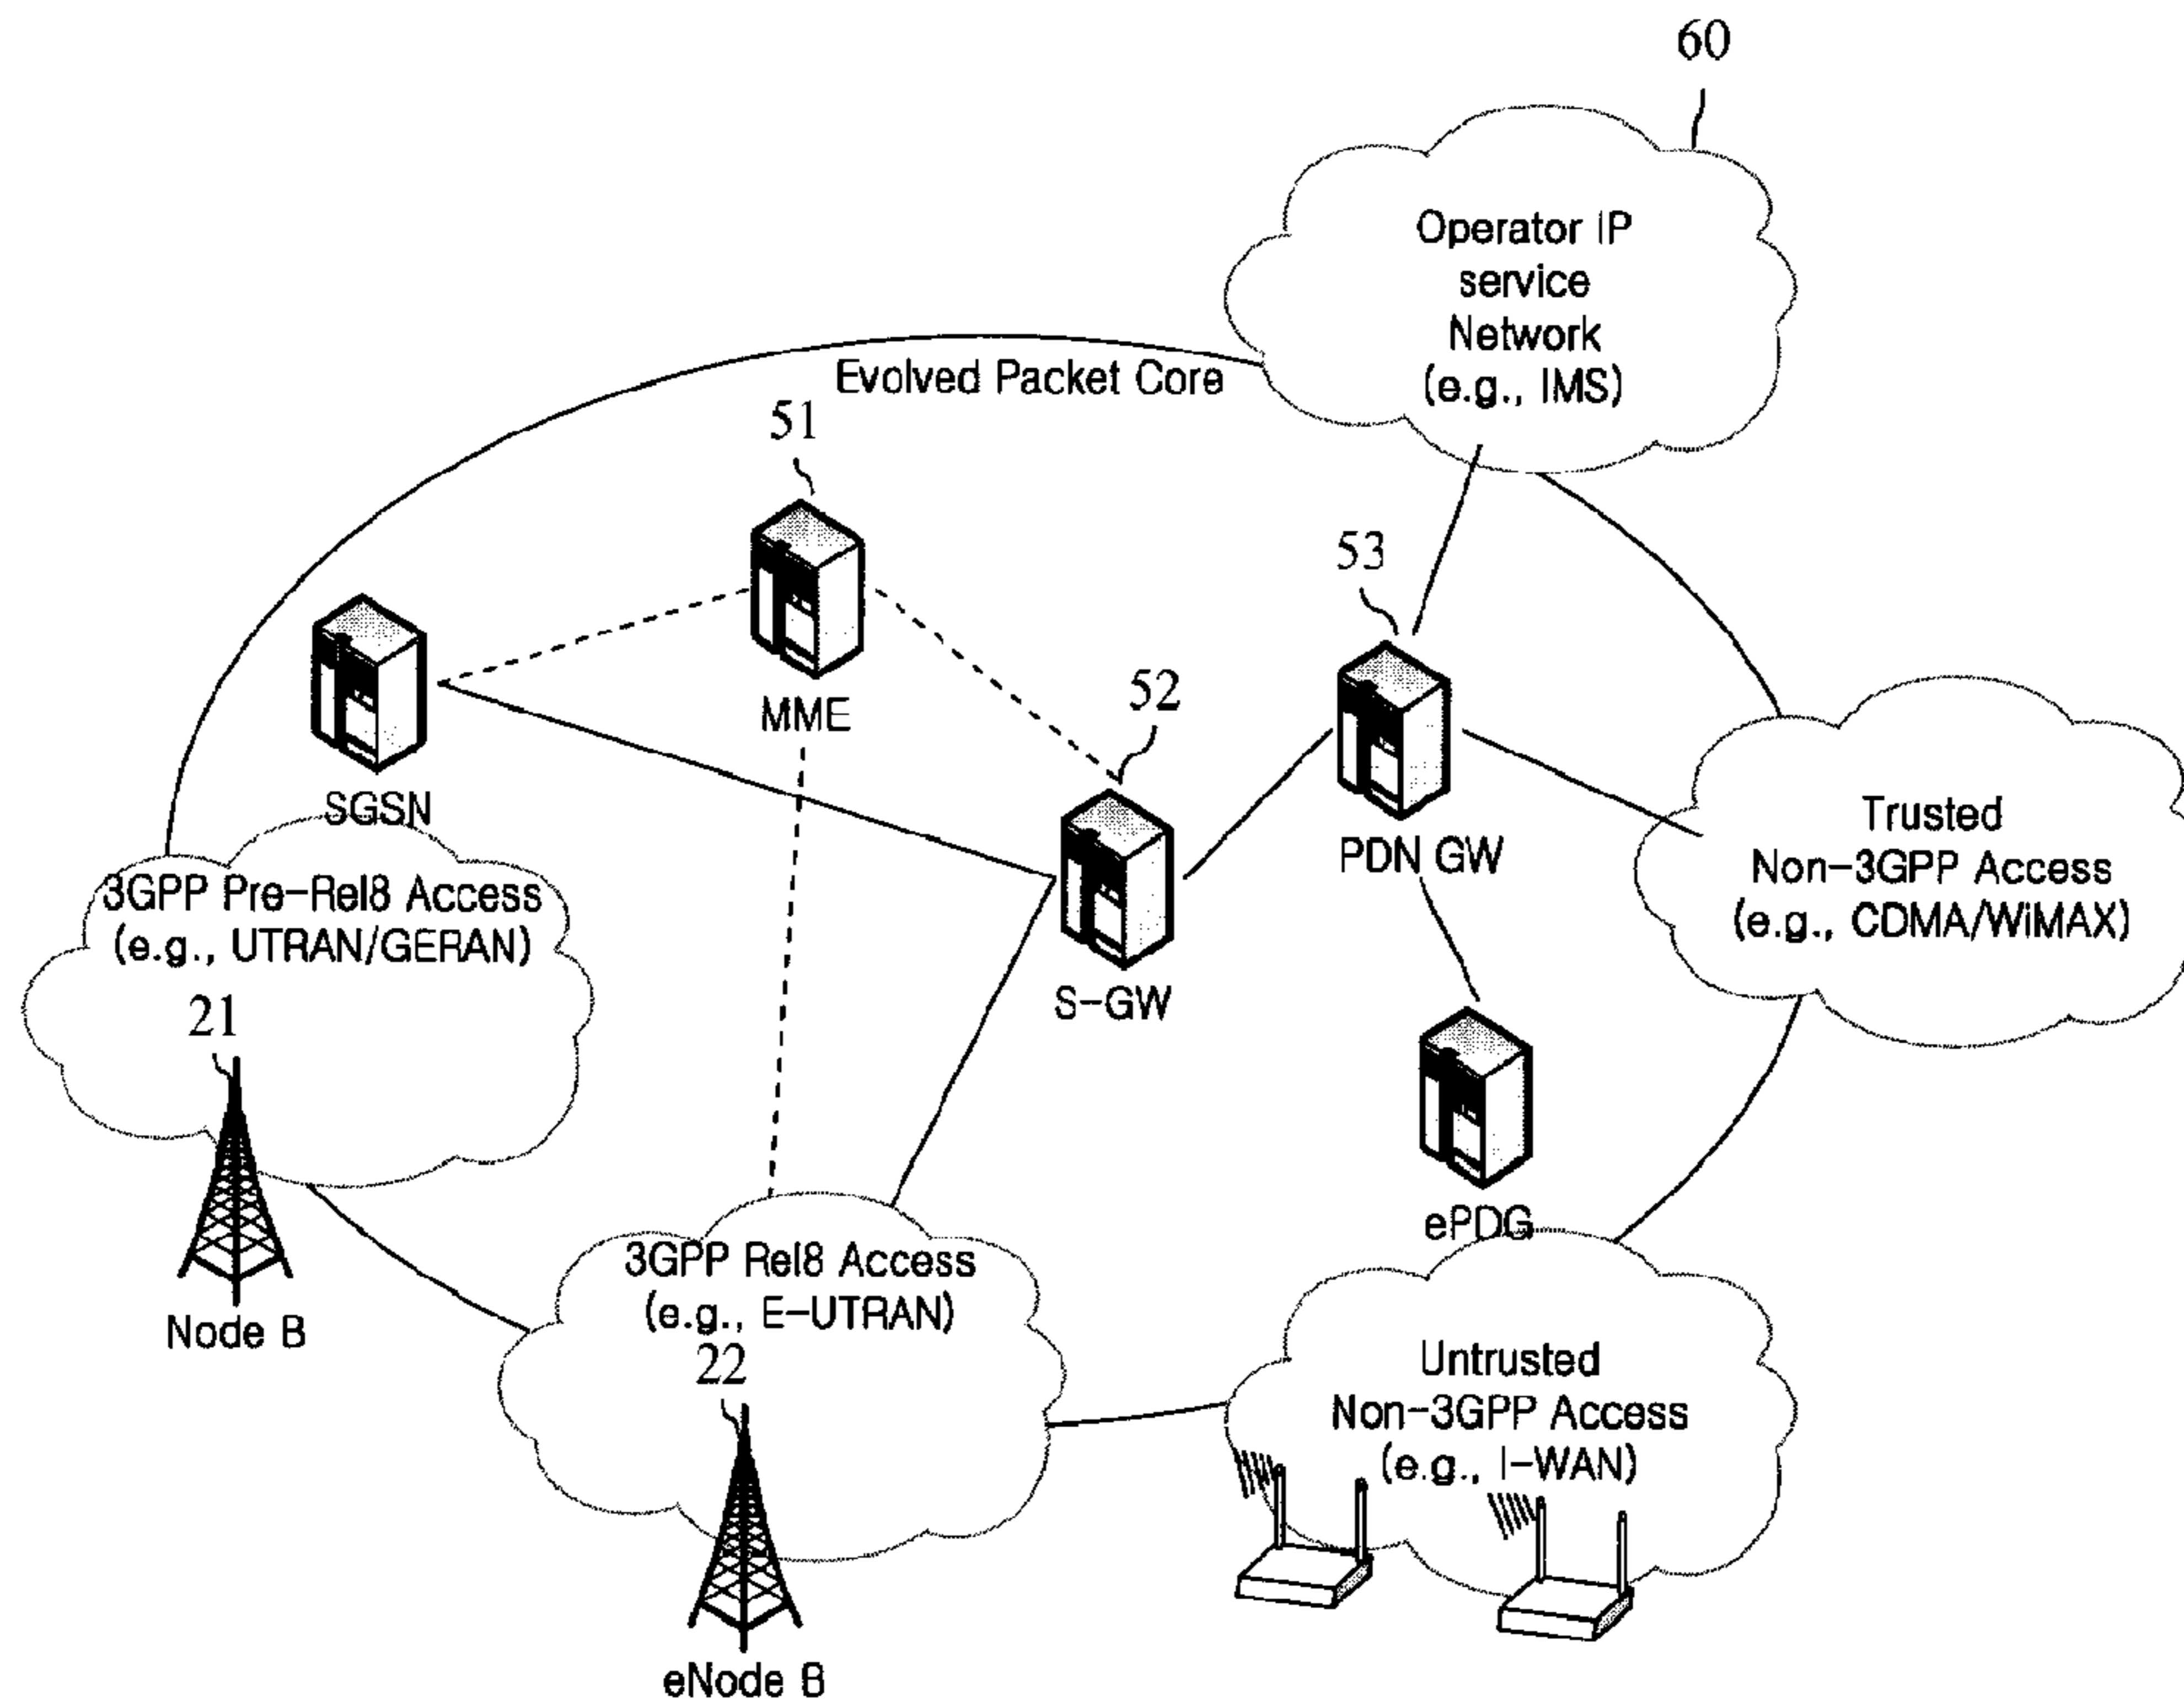 60
Operator IP
service
Network
(e.g., IMS)
Evolved Packet Core
51
53
MME
52
SGSN
PDN GW
Trusted
Non-3GPP Access
(e.g., CDMA/WiMAX)
3GPP Pre-Rel8 Access
(e.g., UTRAN/GERAN)
S-GW
21
ePDG
3GPP Rel8 Access
(e.g., E-UTRAN)
Node B
22
Untrusted
Non-3GPP Access
(e.g., I-WAN)
eNode B